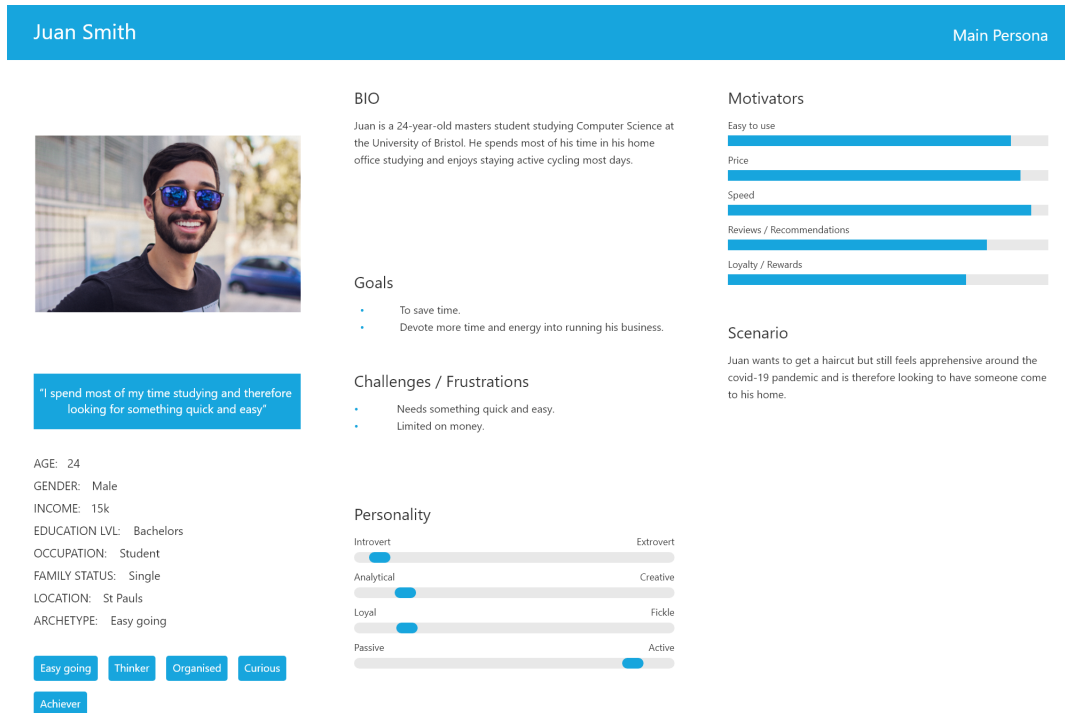 Juan Smith
Main Persona
"I spend most of my time studying and therefore
looking for something quick and easy"
AGE: 24
GENDER: Male
INCOME: 15k
EDUCATION LVL: Bachelors
OCCUPATION: Student
FAMILY STATUS: Single
LOCATION: St Pauls
ARCHETYPE: Easy going
Easy going
Thinker
Organised
Curious
Achiever
BIO
Juan is a 24-year-old masters student studying Computer Science at
the University of Bristol. He spends most of his time in his home
office studying and enjoys staying active cycling most days.
Goals
• To save time.
• Devote more time and energy into running his business.
Challenges / Frustrations
• Needs something quick and easy.
• Limited on money.
Personality
Introvert Extrovert
Analytical Creative
Loyal Fickle
Passive Active
Motivators
Easy to use
Price
Speed
Reviews / Recommendations
Loyalty / Rewards
Scenario
Juan wants to get a haircut but still feels apprehensive around the
covid-19 pandemic and is therefore looking to have someone come
to his home.